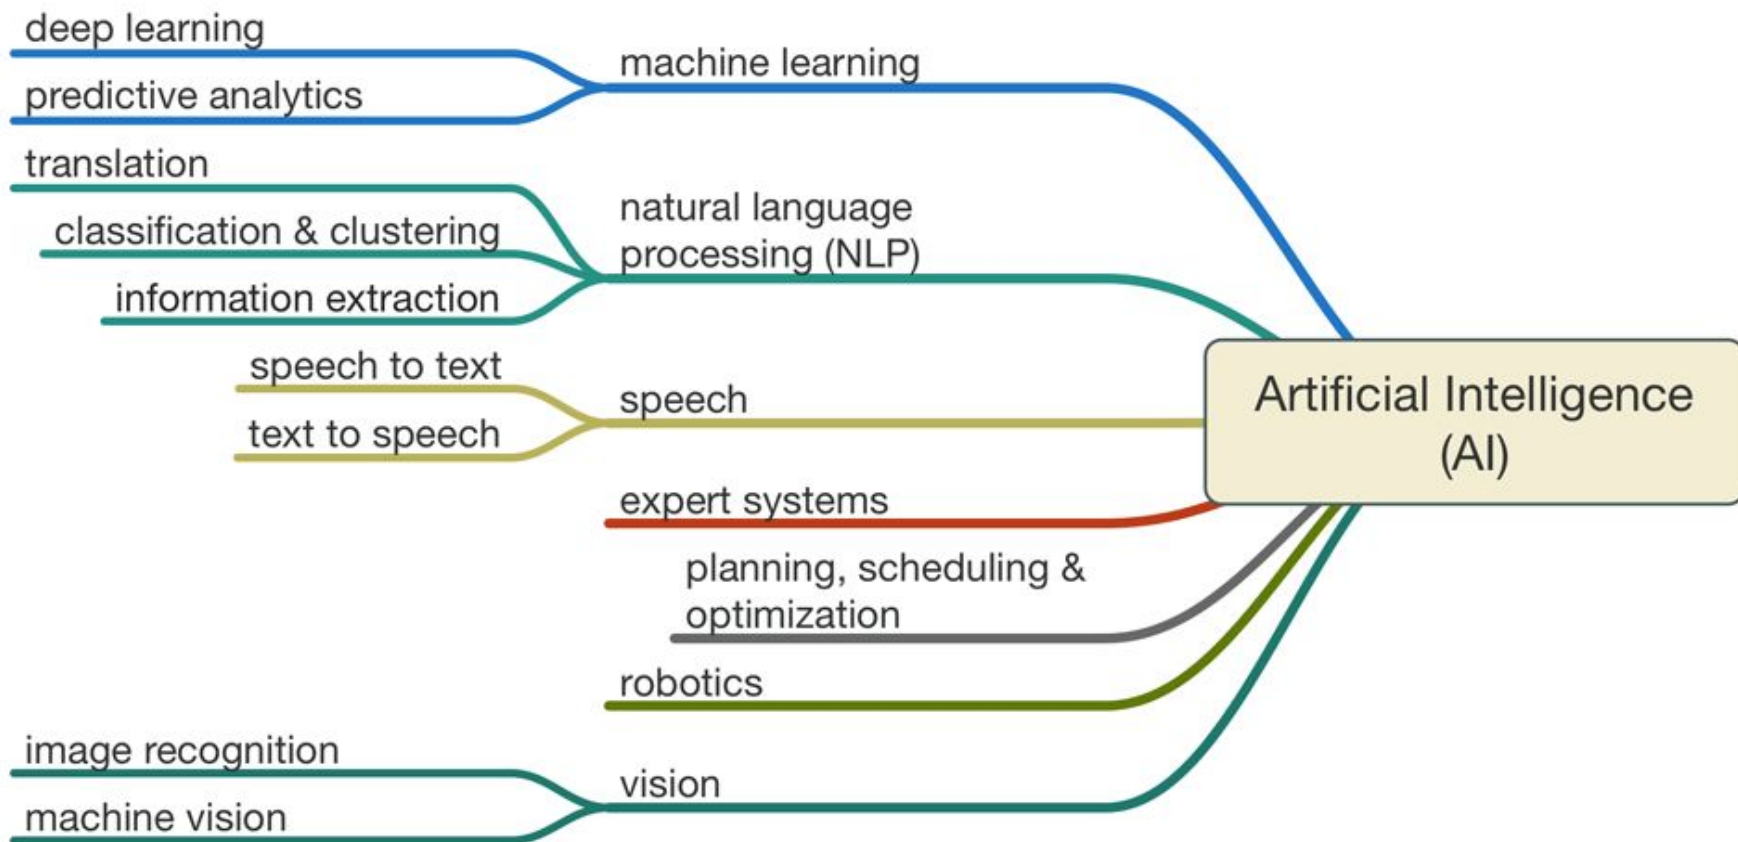 deep learning
predictive analytics
machine learning
translation
classification & clustering
information extraction
natural language
processing (NLP)
speech to text
text to speech
speech
expert systems
planning, scheduling &
optimization
robotics
image recognition
machine vision
vision
Artificial Intelligence
(AI)